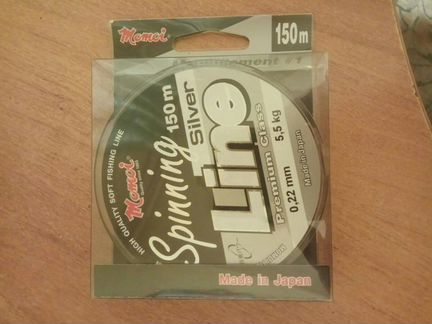 Momoi
150m
HIGH QUALITY SOFT FISHING LINE
Momoi
Spinning
150 m
Silver
Line
Premium Class
0,22 mm
5,5 kg
Made in Japan
Made in Japan